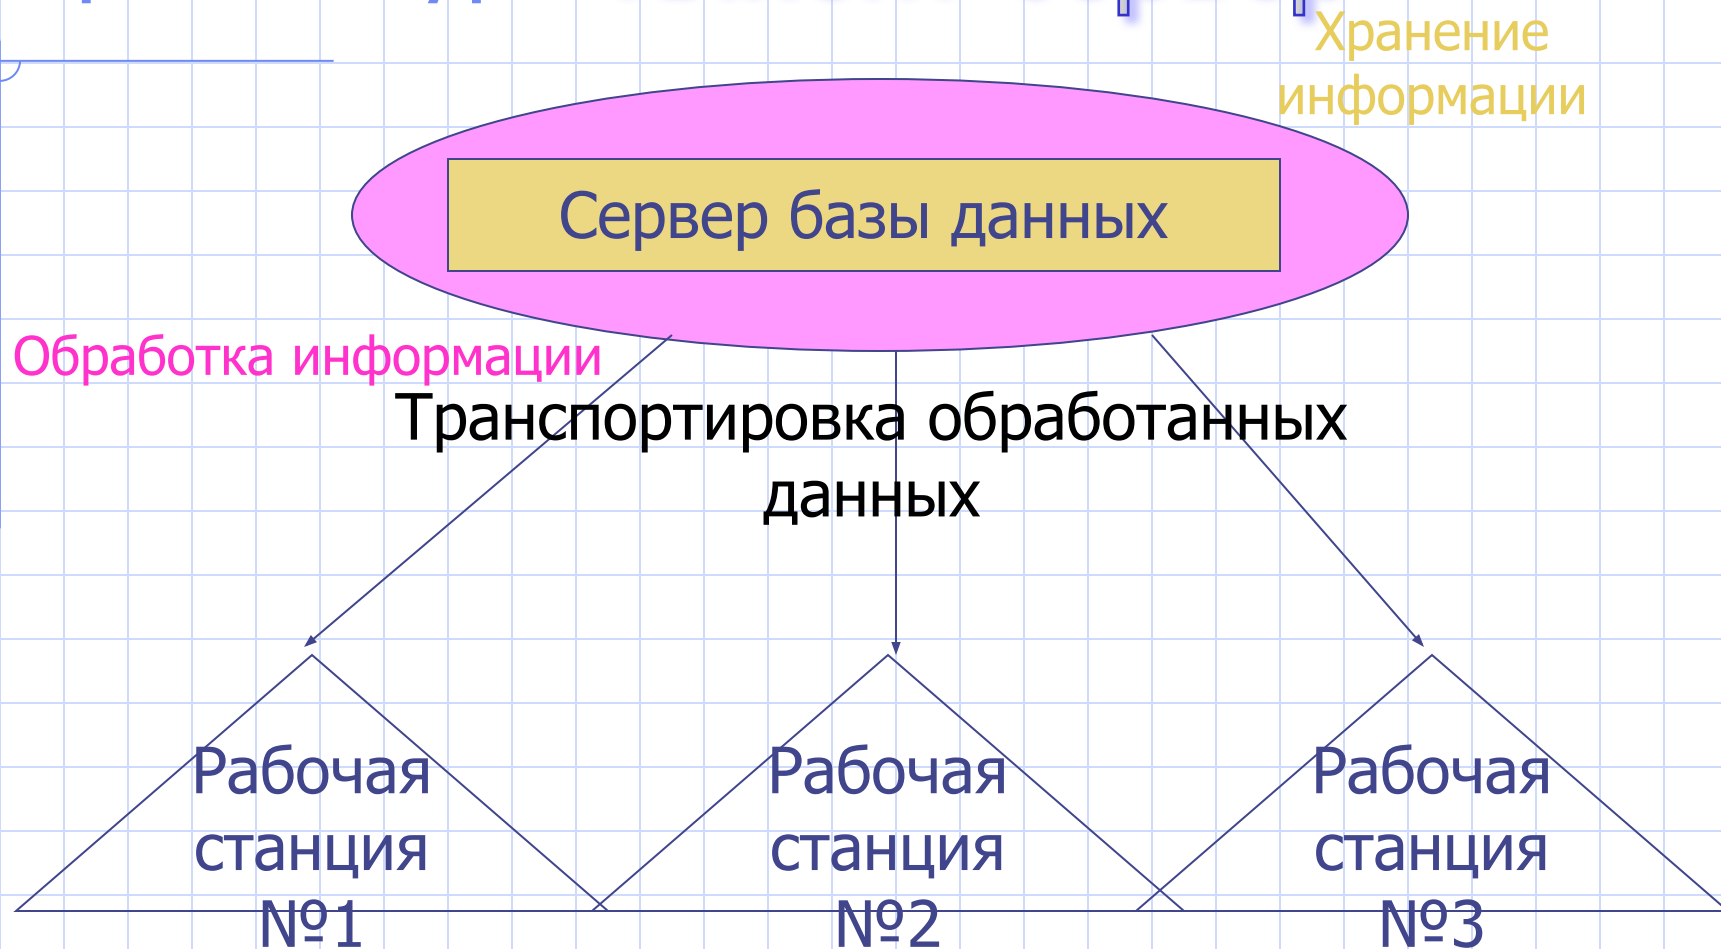 Хранение
информации
Сервер базы данных
Обработка информации
Транспортировка обработанных
данных
Рабочая
станция
№1
Рабочая
станция
№2
Рабочая
станция
№3